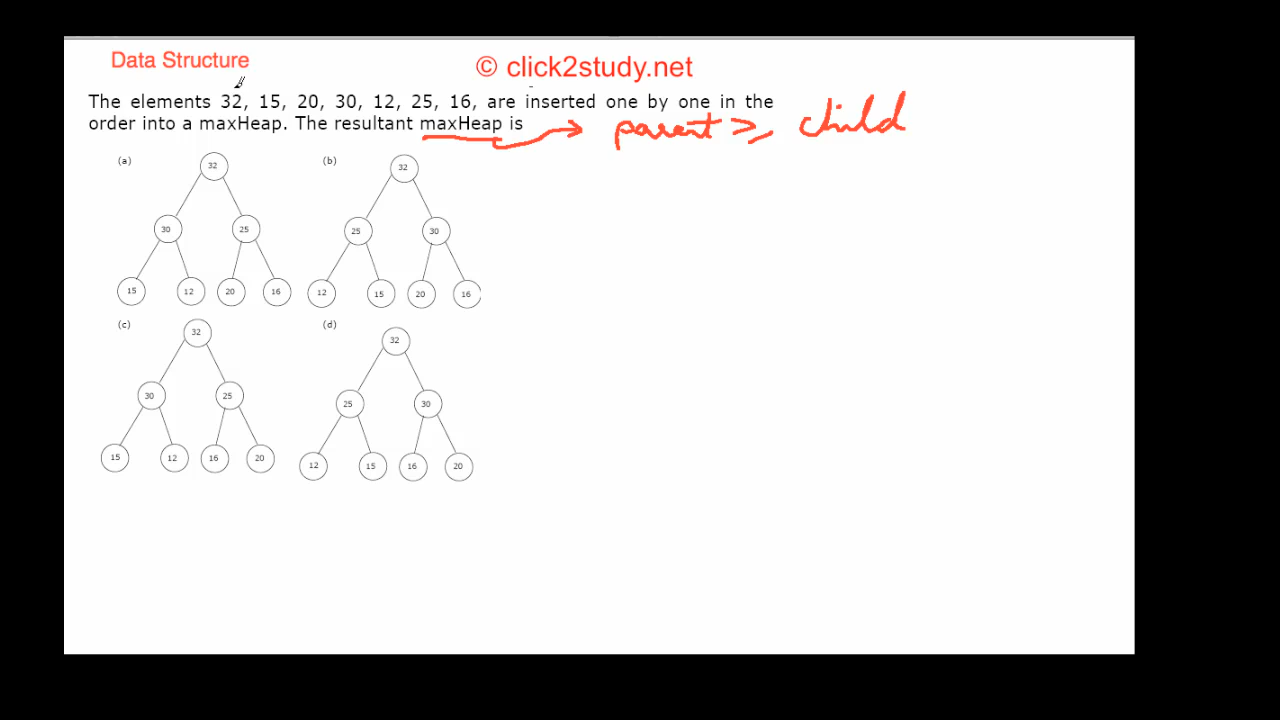 Data Structure
© click2study.net
The elements 32, 15, 20, 30, 12, 25, 16, are inserted one by one in the
order into a maxHeap. The resultant maxHeap is
parent ≥, child
(a)
32
30 25
15 12 20 16
(b)
32
25 30
12 15 20 16
(c)
32
30 25
15 12 16 20
(d)
32
25 30
12 15 16 20